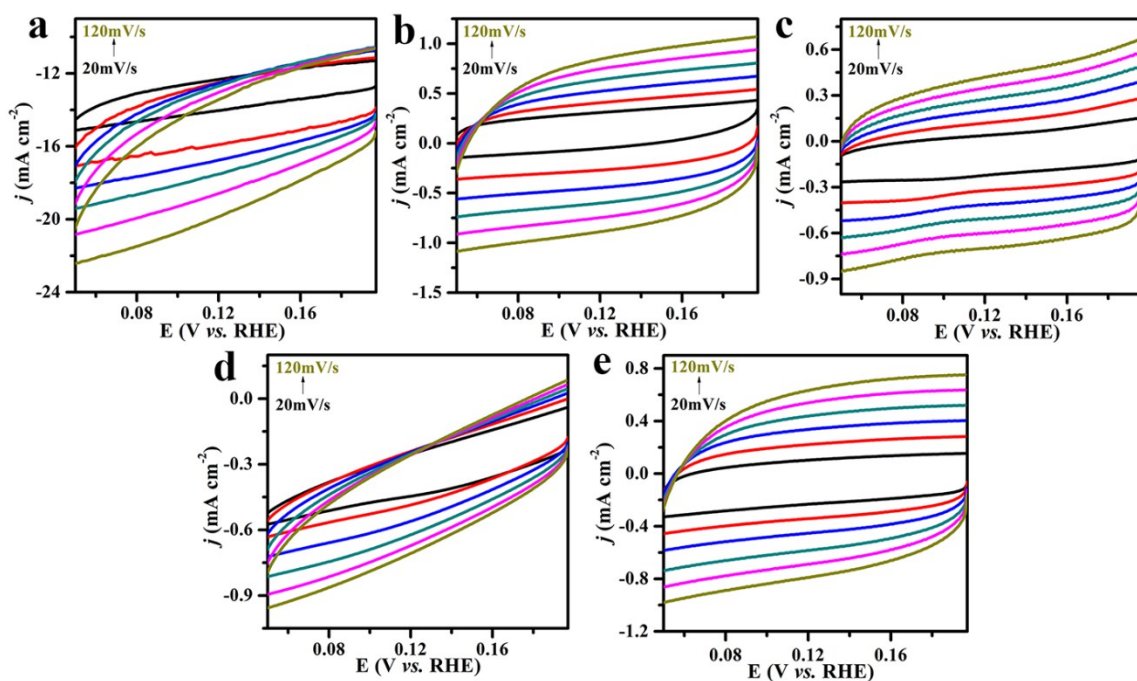 a
120mV/s
20mV/s
-12
-16
-20
-24
j (mA cm-2)
0.08
0.12
0.16
E (V vs. RHE)
b
120mV/s
20mV/s
1.0
0.5
0.0
-0.5
-1.0
-1.5
j (mA cm-2)
0.08
0.12
0.16
E (V vs. RHE)
c
120mV/s
20mV/s
0.6
0.3
0.0
-0.3
-0.6
-0.9
j (mA cm-2)
0.08
0.12
0.16
E (V vs. RHE)
d
120mV/s
20mV/s
0.0
-0.3
-0.6
-0.9
j (mA cm-2)
0.08
0.12
0.16
E (V vs. RHE)
e
120mV/s
20mV/s
0.8
0.4
0.0
-0.4
-0.8
-1.2
j (mA cm-2)
0.08
0.12
0.16
E (V vs. RHE)